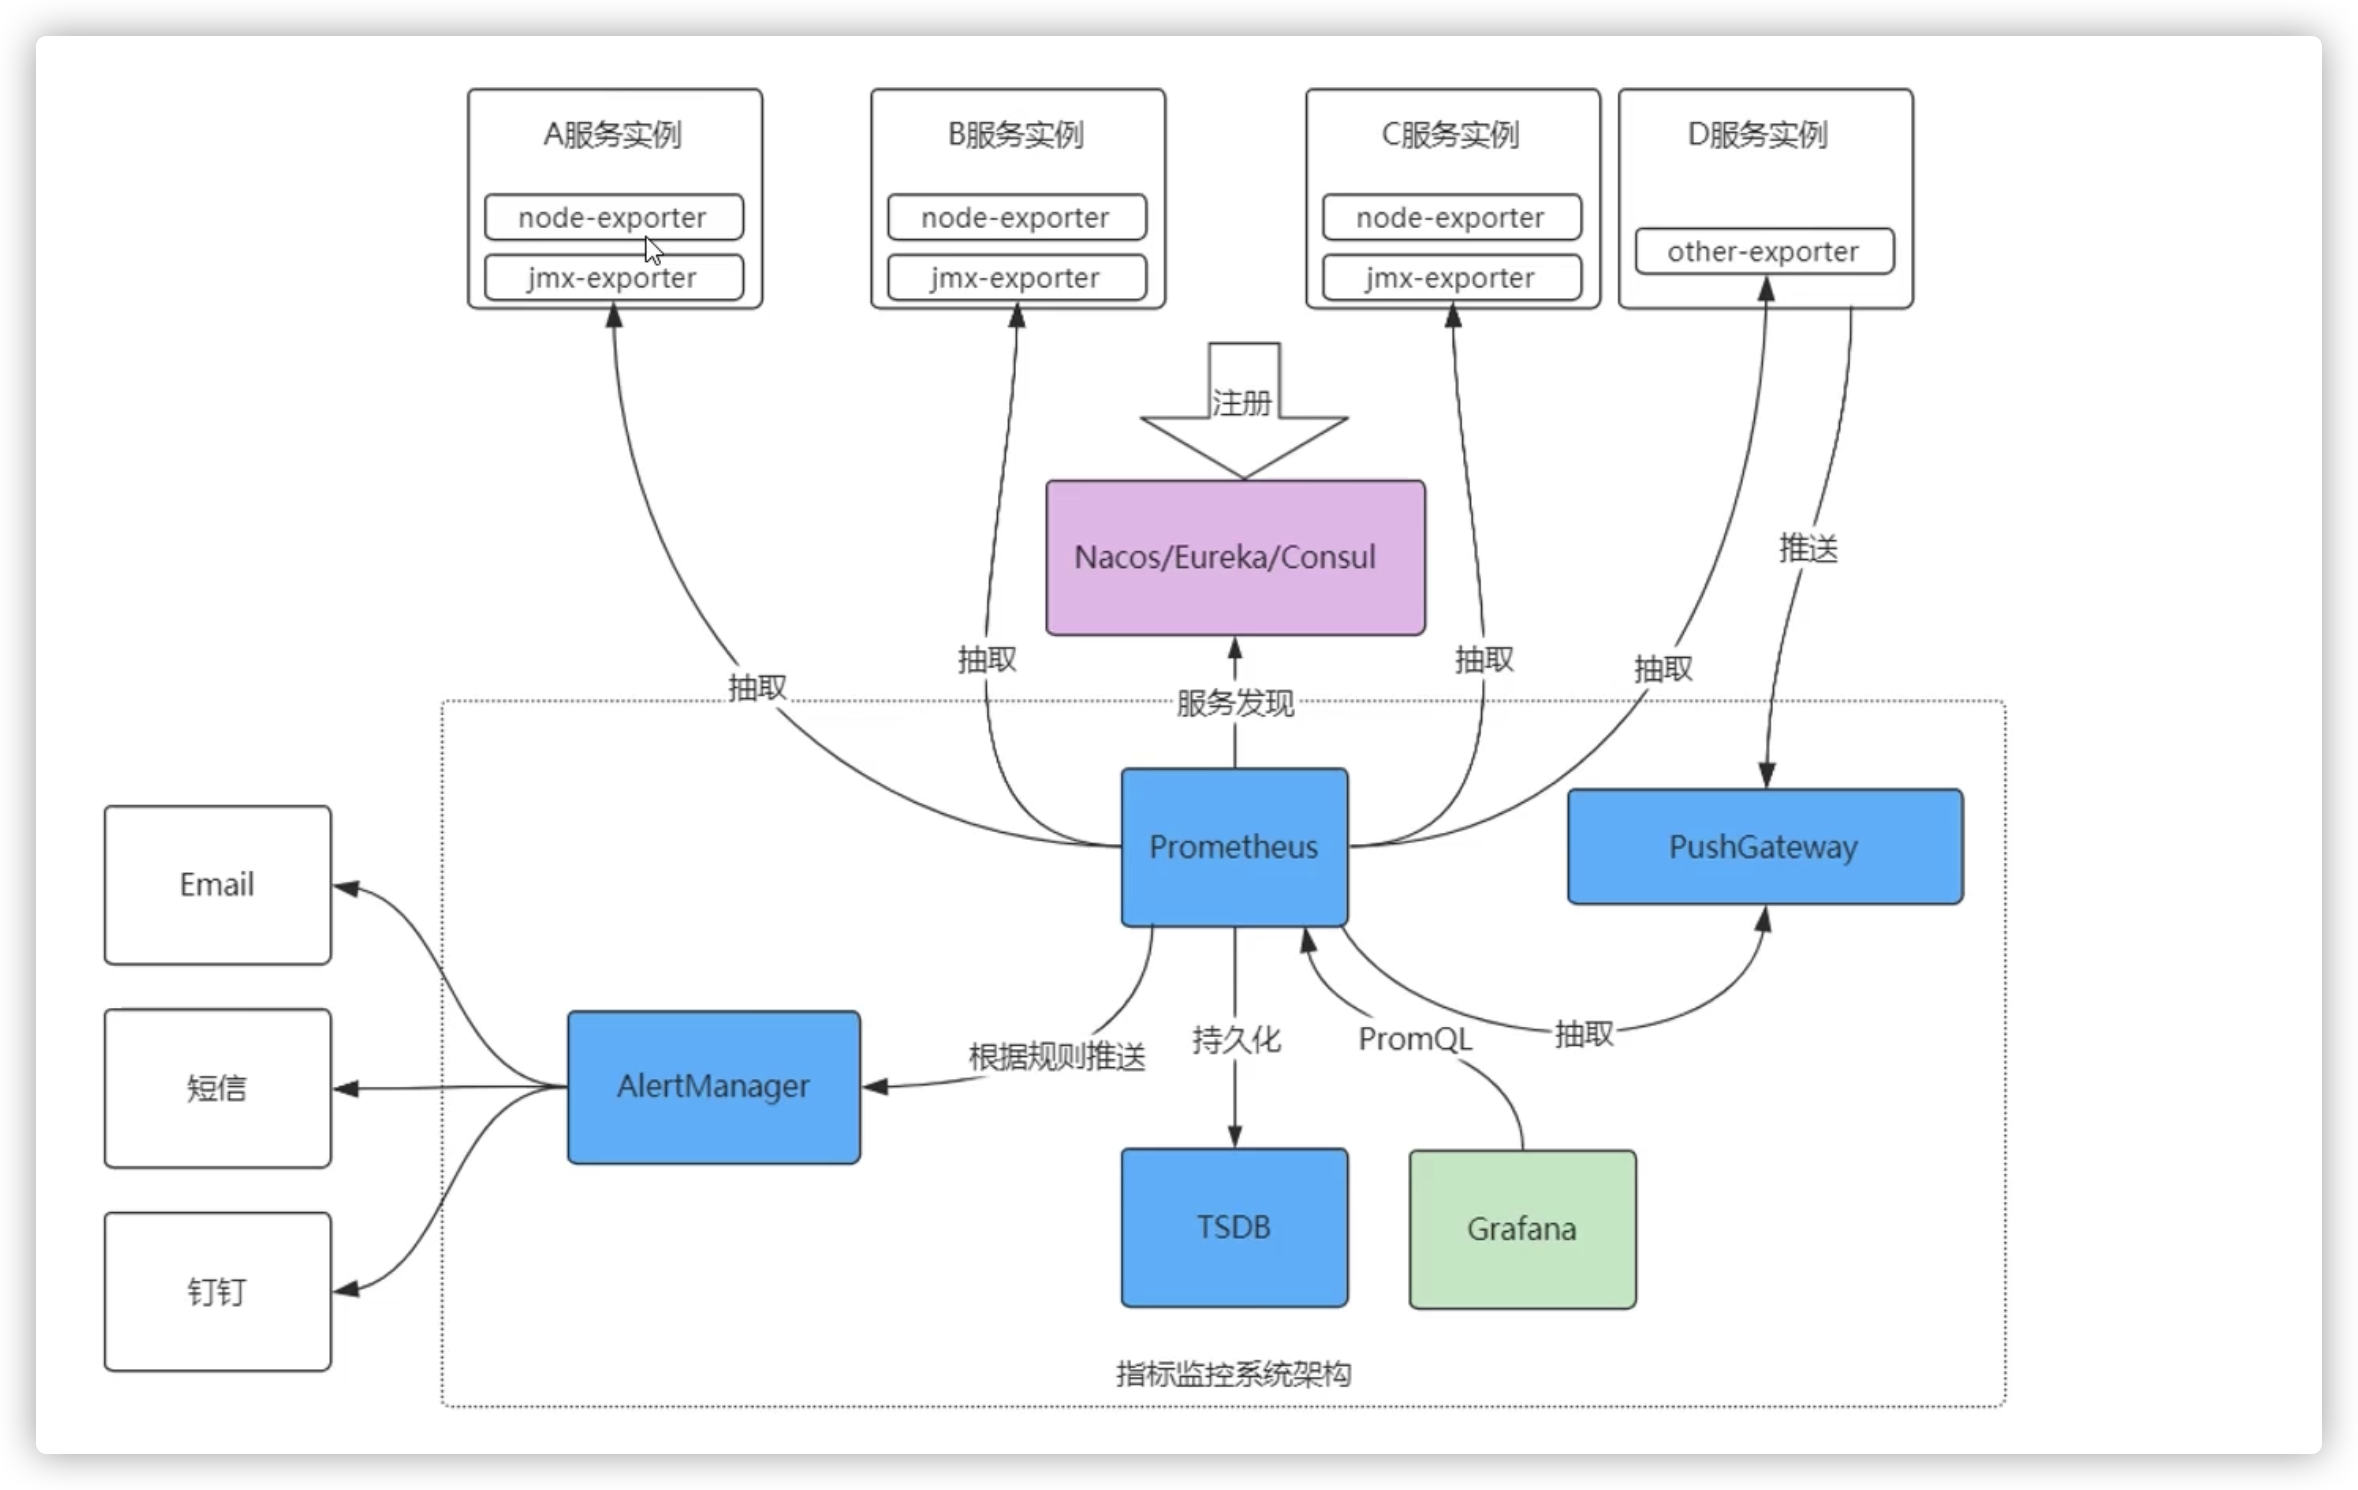 A服务实例
node-exporter
jmx-exporter
B服务实例
node-exporter
jmx-exporter
C服务实例
node-exporter
jmx-exporter
D服务实例
other-exporter
注册
Nacos/Eureka/Consul
推送
抽取
抽取
抽取
抽取
服务发现
Prometheus
PushGateway
Email
短信
钉钉
AlertManager
根据规则推送
持久化
PromQL
抽取
TSDB
Grafana
指标监控系统架构